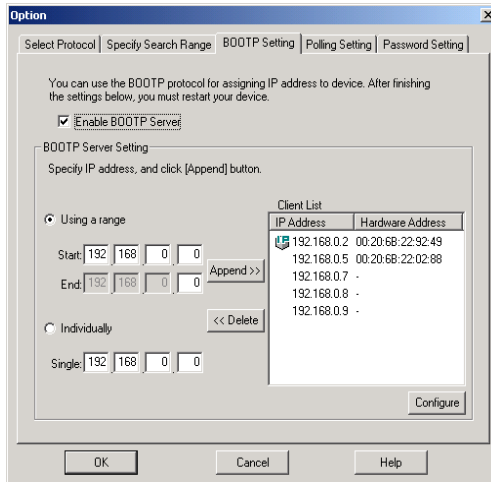 Option
Select Protocol Specify Search Range BOOTP Setting Polling Setting Password Setting
You can use the BOOTP protocol for assigning IP address to device. After finishing
the settings below, you must restart your device.
Enable BOOTP Server
BOOTP Server Setting
Specify IP address, and click [Append] button.
Using a range
Start: 192 . 168 . 0 . 0
End: 192 . 168 . 0 . 0
Individually
Single: 192 . 168 . 0 . 0
Append >>
<< Delete
Client List
IP Address Hardware Address
192.168.0.2 00:20:6B:22:92:49
192.168.0.5 00:20:6B:22:02:88
192.168.0.7 -
192.168.0.8 -
192.168.0.9 -
Configure
OK Cancel Help